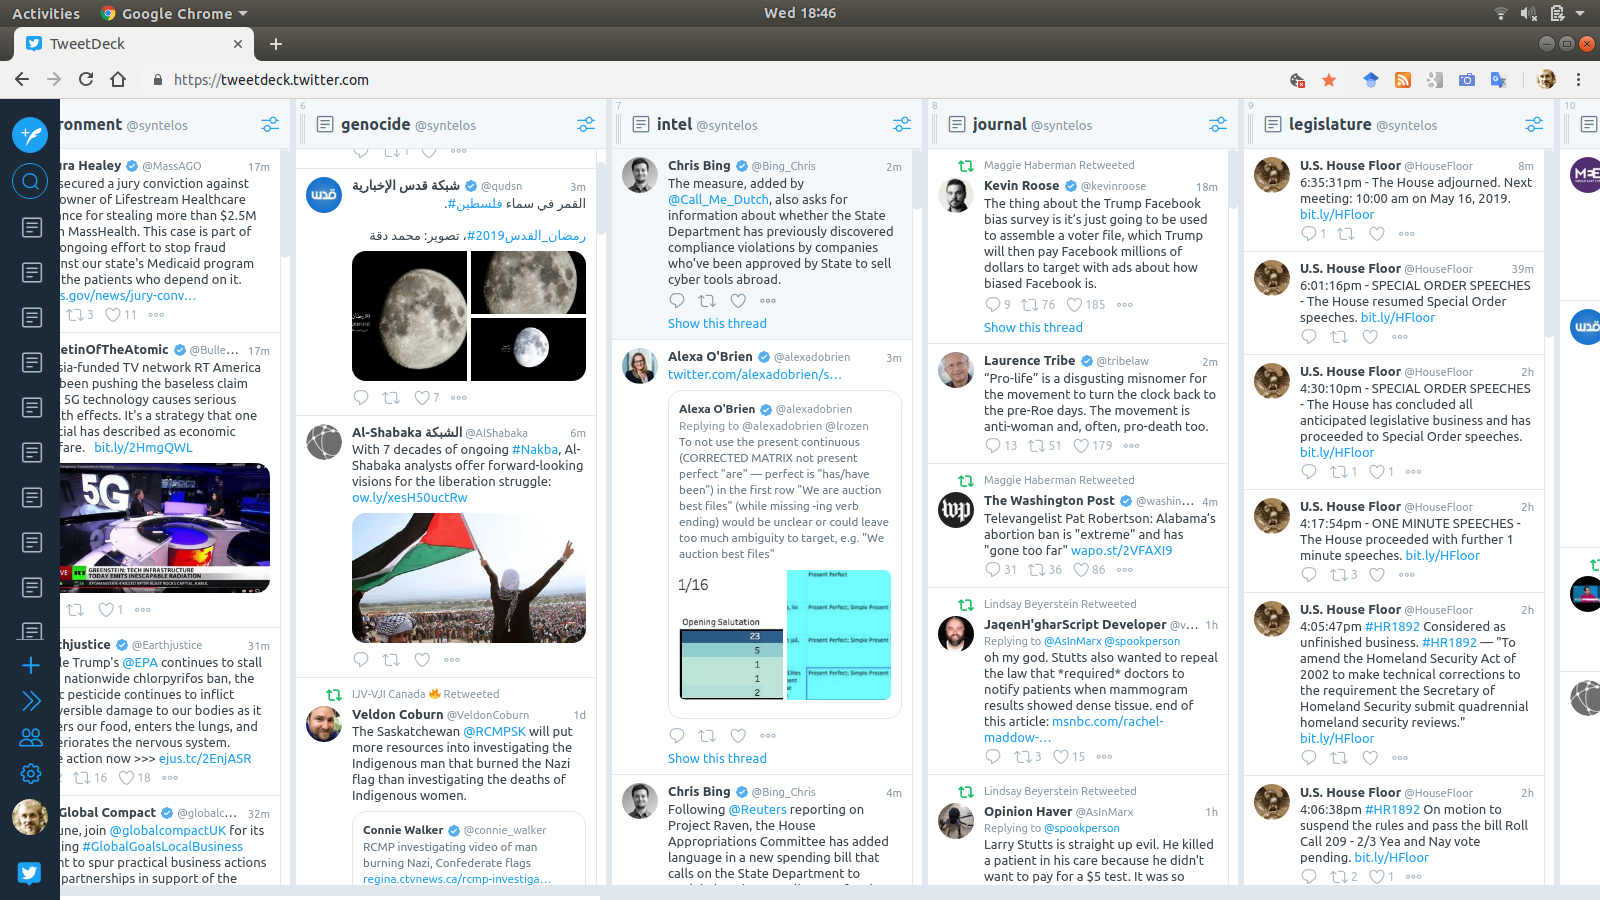 Activities
Google Chrome
Wed 18:46
TweetDeck
https://tweetdeck.twitter.com
ronment @syntelos
ura Healey @MassAGO 17m
secured a jury conviction against
owner of Lifestream Healthcare
ance for stealing more than $2.5M
MassHealth. This case is part of
ongoing effort to stop fraud
inst our state's Medicaid program
the patients who depend on it.
s.gov/news/jury-conv…
3 11
etinOfTheAtomic @Bulle… 17m
sia-funded TV network RT America
been pushing the baseless claim
5G technology causes serious
th effects. It's a strategy that one
cial has described as economic
fare. bit.ly/2HmgQWL
5G
LIVE RT
GREENSTEIN: TECH INFRASTRUCTURE
TODAY EMITS INESCAPABLE RADIATION
1
thjustice @Earthjustice 31m
le Trump's @EPA continues to stall
nationwide chlorpyrifos ban, the
c pesticide continues to inflict
versible damage to our bodies as it
ers our food, enters the lungs, and
eriorates the nervous system.
e action now >>> ejus.tc/2EnjASR
2 16 18
Global Compact @globalc… 32m
une, join @globalcompactUK for its
ing #GlobalGoalsLocalBusiness
nt to spur practical business actions
partnerships in support of the
6
genocide @syntelos
1
شبكة قدس الإخبارية @qudsn 3m
القمر في سماء #فلسطين.
#رمضان_القدس2019، تصوير: محمد دقة
7
Al-Shabaka الشبكة @AlShabaka 6m
With 7 decades of ongoing #Nakba, Al-
Shabaka analysts offer forward-looking
visions for the liberation struggle:
ow.ly/xesH50uctRw
IJV-VJI Canada 🔥 Retweeted
Veldon Coburn @VeldonCoburn 1d
The Saskatchewan @RCMPSK will put
more resources into investigating the
Indigenous man that burned the Nazi
flag than investigating the deaths of
Indigenous women.
Connie Walker @connie_walker
RCMP investigating video of man
burning Nazi, Confederate flags
regina.ctvnews.ca/rcmp-investiga…
7
intel @syntelos
Chris Bing @Bing_Chris 2m
The measure, added by
@Call_Me_Dutch, also asks for
information about whether the State
Department has previously discovered
compliance violations by companies
who've been approved by State to sell
cyber tools abroad.
Show this thread
Alexa O'Brien @alexadobrien 3m
twitter.com/alexadobrien/s…
Alexa O'Brien @alexadobrien
Replying to @alexadobrien @lrozen
To not use the present continuous
(CORRECTED MATRIX not present
perfect "are" — perfect is "has/have
been") in the first row "We are auction
best files" (while missing -ing verb
ending) would be unclear or could leave
too much ambiguity to target, e.g. "We
auction best files"
1/16
Opening Salutation
23
5
1
1
2
Present Perfect
Present Perfect; Simple Present
Present Perfect; Simple Present
Present Perfect; Simple Present
Show this thread
Chris Bing @Bing_Chris 4m
Following @Reuters reporting on
Project Raven, the House
Appropriations Committee has added
language in a new spending bill that
calls on the State Department to
8
journal @syntelos
Maggie Haberman Retweeted
Kevin Roose @kevinroose 18m
The thing about the Trump Facebook
bias survey is it's just going to be used
to assemble a voter file, which Trump
will then pay Facebook millions of
dollars to target with ads about how
biased Facebook is.
9 76 185
Show this thread
Laurence Tribe @tribelaw 2m
“Pro-life” is a disgusting misnomer for
the movement to turn the clock back to
the pre-Roe days. The movement is
anti-woman and, often, pro-death too.
13 51 179
Maggie Haberman Retweeted
The Washington Post @washin… 4m
Televangelist Pat Robertson: Alabama’s
abortion ban is "extreme" and has
"gone too far" wapo.st/2VFAXI9
31 36 86
Lindsay Beyerstein Retweeted
JaqenH'gharScript Developer @v… 1h
Replying to @AsInMarx @spookperson
oh my god. Stutts also wanted to repeal
the law that *required* doctors to
notify patients when mammogram
results showed dense tissue. end of
this article: msnbc.com/rachel-
maddow-…
3 15
Lindsay Beyerstein Retweeted
Opinion Haver @AsInMarx 1h
Replying to @spookperson
Larry Stutts is straight up evil. He killed
a patient in his care because he didn't
want to pay for a $5 test. It was so
9
legislature @syntelos
U.S. House Floor @HouseFloor 8m
6:35:31pm - The House adjourned. Next
meeting: 10:00 am on May 16, 2019.
bit.ly/HFloor
1
U.S. House Floor @HouseFloor 39m
6:01:16pm - SPECIAL ORDER SPEECHES
- The House resumed Special Order
speeches. bit.ly/HFloor
U.S. House Floor @HouseFloor 2h
4:30:10pm - SPECIAL ORDER SPEECHES
- The House has concluded all
anticipated legislative business and has
proceeded to Special Order speeches.
bit.ly/HFloor
1 1
U.S. House Floor @HouseFloor 2h
4:17:54pm - ONE MINUTE SPEECHES -
The House proceeded with further 1
minute speeches. bit.ly/HFloor
3
U.S. House Floor @HouseFloor 2h
4:05:47pm #HR1892 Considered as
unfinished business. #HR1892 — "To
amend the Homeland Security Act of
2002 to make technical corrections to
the requirement the Secretary of
Homeland Security submit quadrennial
homeland security reviews."
bit.ly/HFloor
U.S. House Floor @HouseFloor 2h
4:06:38pm #HR1892 On motion to
suspend the rules and pass the bill Roll
Call 209 - 2/3 Yea and Nay vote
pending. bit.ly/HFloor
2 1
10